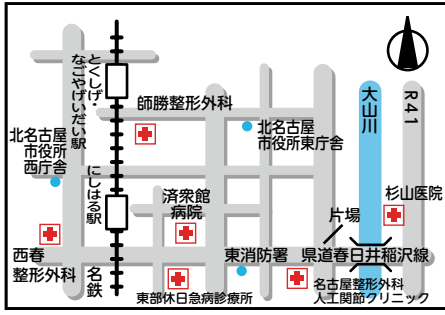 とくしげ・
なごやげいだい駅
師勝整形外科
大山川
R41
北名古屋
市役所
西庁舎
北名古屋
市役所東庁舎
にしはる駅
済衆館
病院
杉山医院
片場
西春
整形外科
名鉄
東消防署
県道春日井稲沢線
東部休日急病診療所
名古屋整形外科
人工関節クリニック